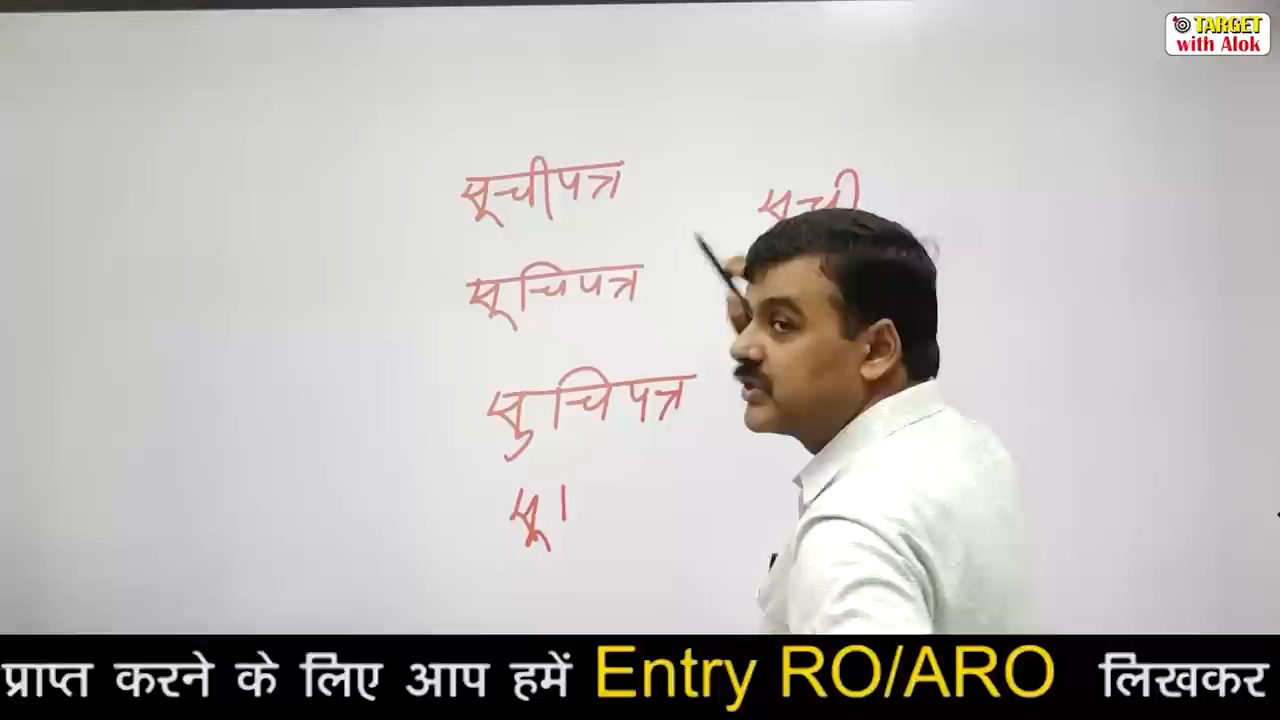 TARGET
with Alok
सूचीपत्र
सूची
सूचिपत्र
सुचिपत्र
सू।
प्राप्त करने के लिए आप हमें Entry RO/ARO लिखकर